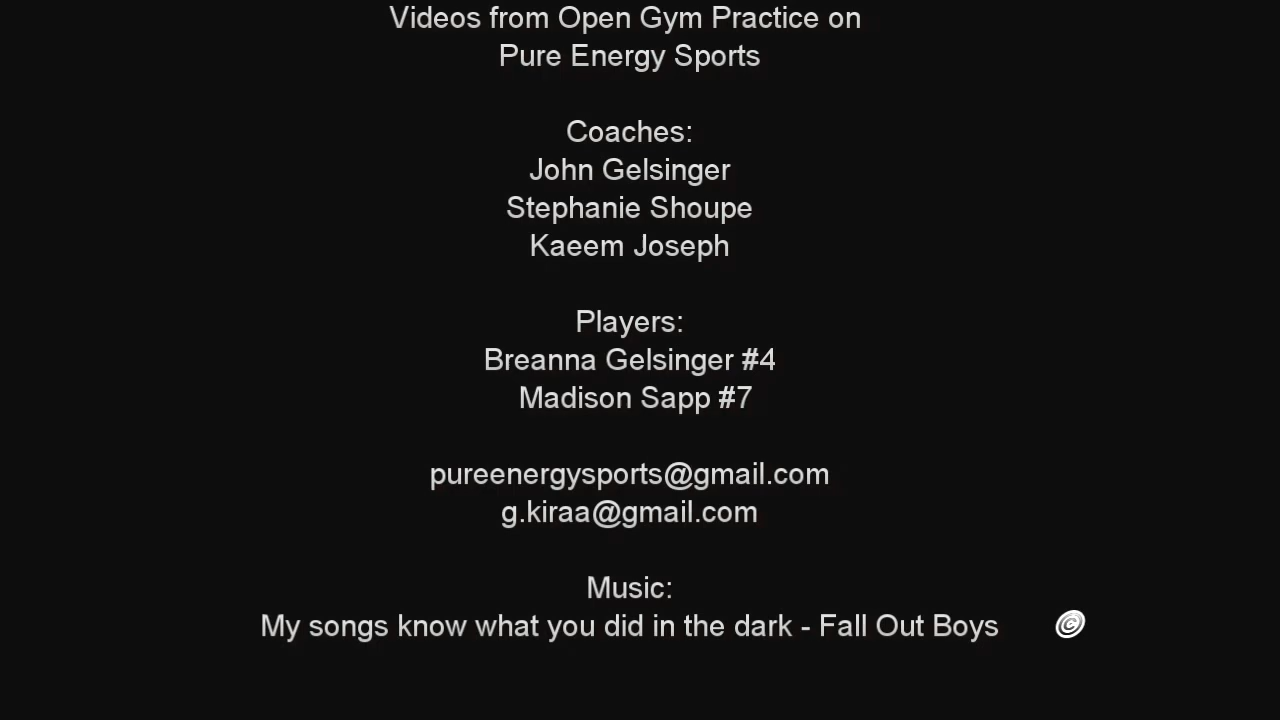 Videos from Open Gym Practice on
Pure Energy Sports
Coaches:
John Gelsinger
Stephanie Shoupe
Kaeem Joseph
Players:
Breanna Gelsinger #4
Madison Sapp #7
pureenergysports@gmail.com
g.kiraa@gmail.com
Music:
My songs know what you did in the dark - Fall Out Boys ©